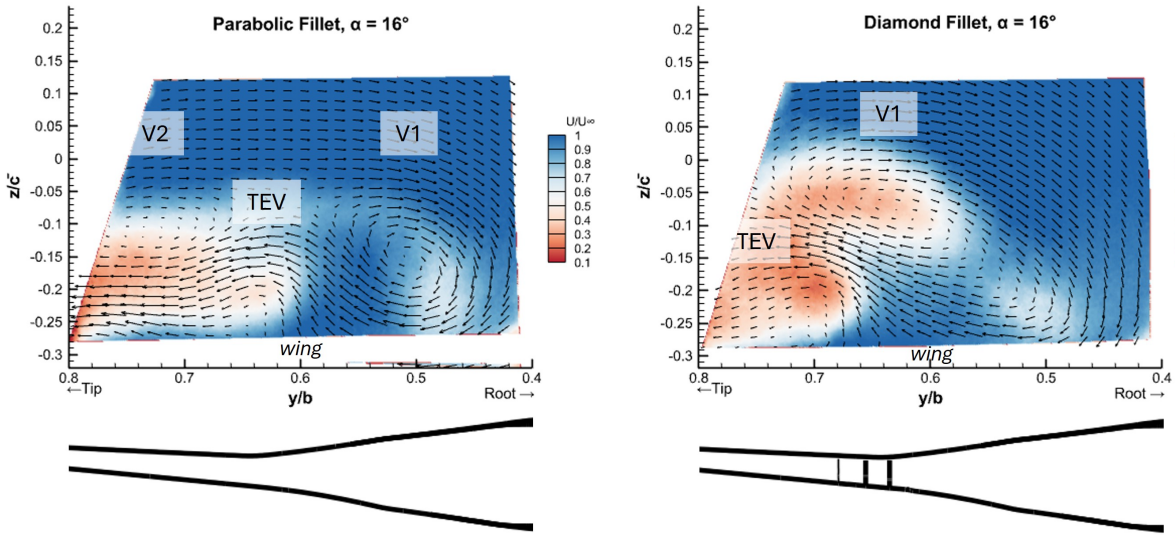 Parabolic Fillet, α = 16°
0.2
0.15
0.1
0.05
0
-0.05
-0.1
-0.15
-0.2
-0.25
-0.3
z/c̄
V2
V1
TEV
wing
0.8
0.7
0.6
0.5
0.4
←Tip
y/b
Root →
U/U∞
1
0.9
0.8
0.7
0.6
0.5
0.4
0.3
0.2
0.1
Diamond Fillet, α = 16°
0.2
0.15
0.1
0.05
0
-0.05
-0.1
-0.15
-0.2
-0.25
-0.3
z/c̄
V1
TEV
wing
0.8
0.7
0.6
0.5
0.4
←Tip
y/b
Root →